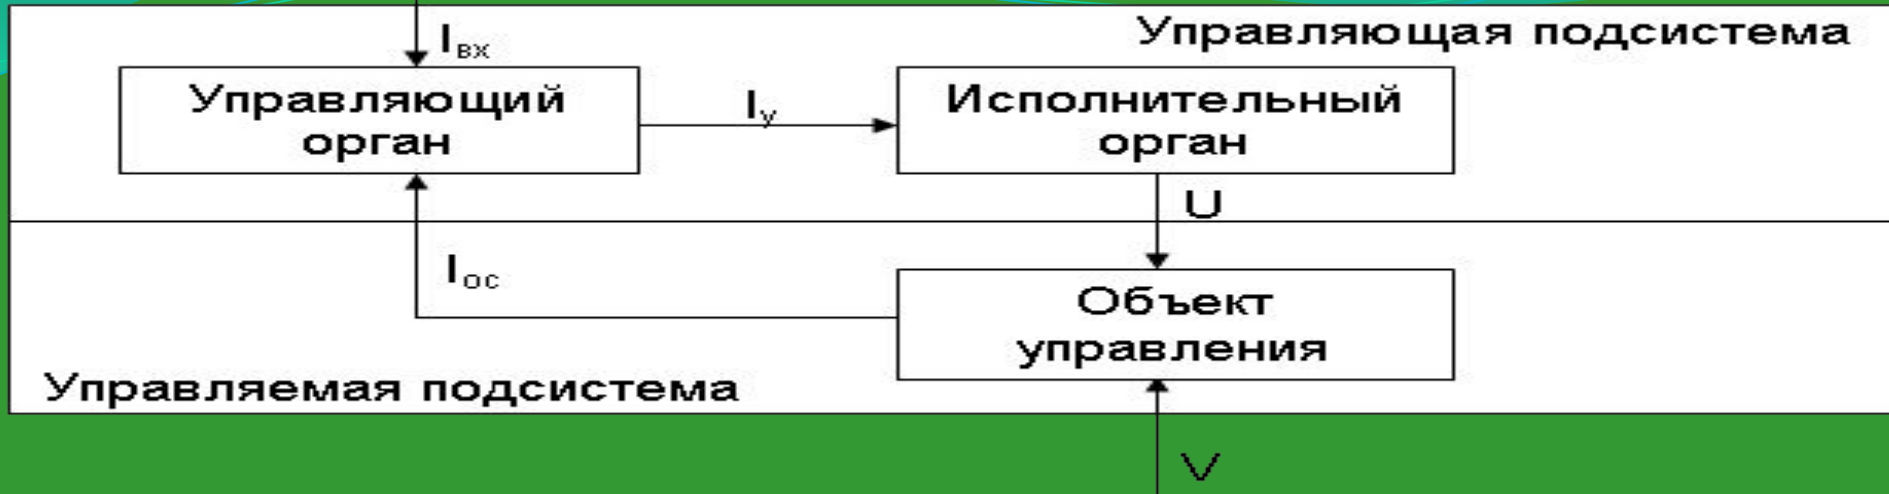 Управляющая подсистема
Iвх
Управляющий
орган
Iу
Исполнительный
орган
U
Iос
Объект
управления
Управляемая подсистема
V